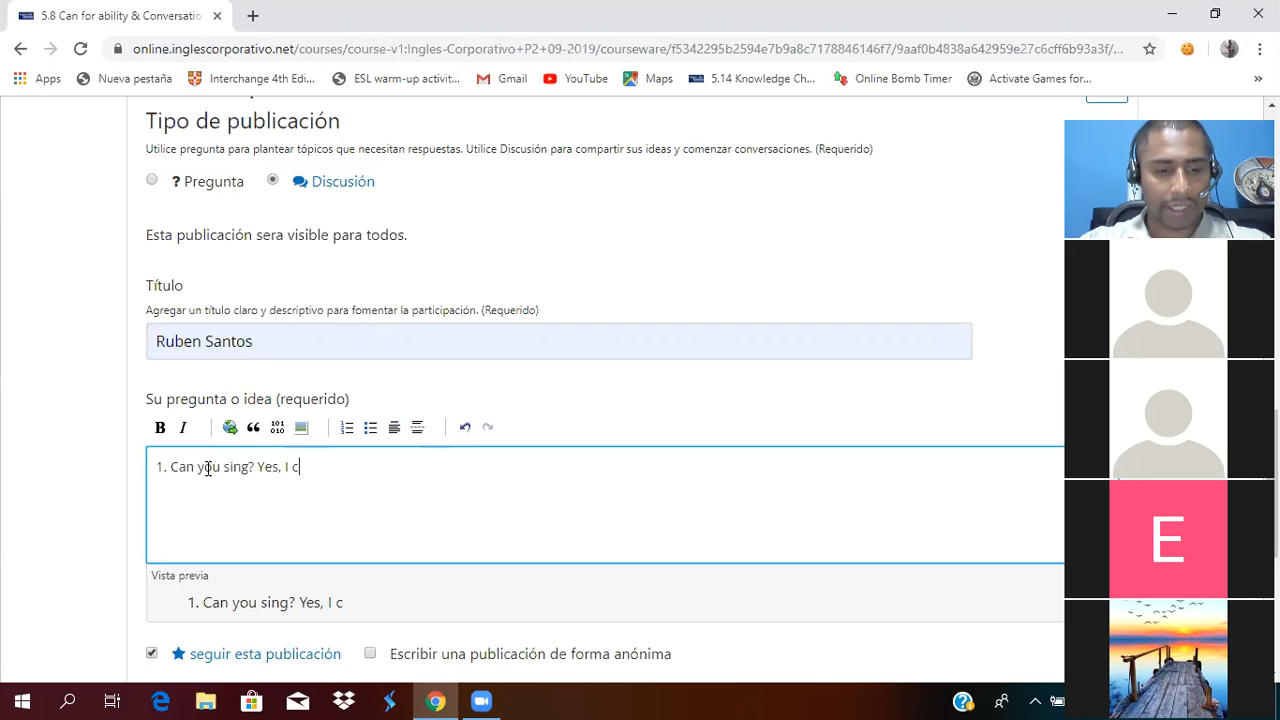 5.8 Can for ability & Conversatio
online.inglescorporativo.net/courses/course-v1:Ingles-Corporativo+P2+09-2019/courseware/f5342295b2594e7b9a8c7178846146f7/9aaf0b4838a642959e27c6cff6b93a3f/...
Apps Nueva pestaña Interchange 4th Edi... ESL warm-up activit... Gmail YouTube Maps 5.14 Knowledge Ch... Online Bomb Timer Activate Games for... »
Tipo de publicación
Utilice pregunta para plantear tópicos que necesitan respuestas. Utilice Discusión para compartir sus ideas y comenzar conversaciones. (Requerido)
? Pregunta Discusión
Esta publicación sera visible para todos.
Título
Agregar un título claro y descriptivo para fomentar la participación. (Requerido)
Ruben Santos
Su pregunta o idea (requerido)
B I
1. Can you sing? Yes, I c
Vista previa
1. Can you sing? Yes, I c
seguir esta publicación Escribir una publicación de forma anónima
E